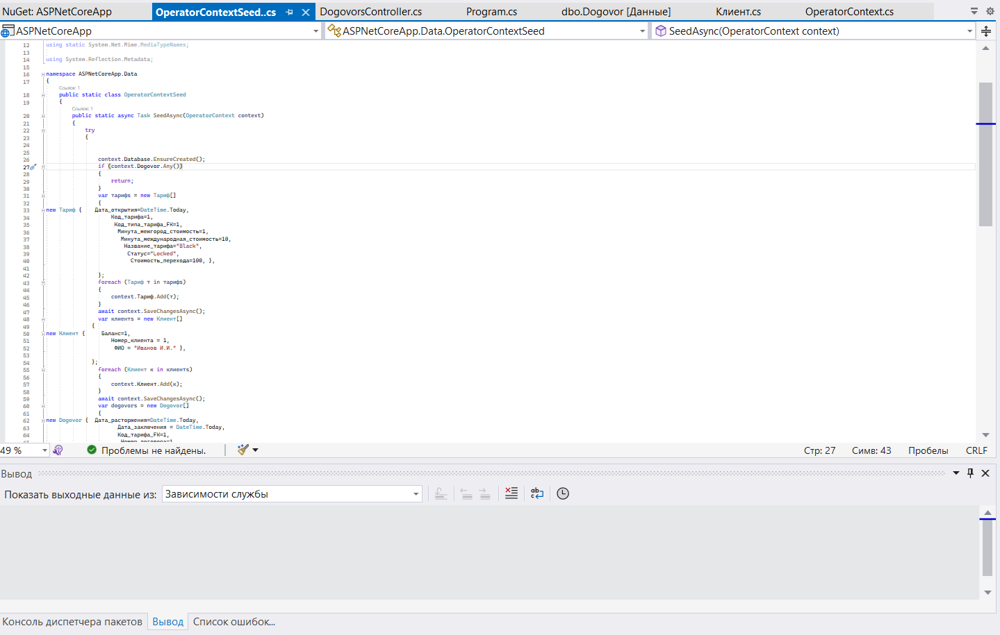 NuGet: ASPNetCoreApp
OperatorContextSeed..cs
DogovorsController.cs
Program.cs
dbo.Dogovor [Данные]
Клиент.cs
OperatorContext.cs
ASPNetCoreApp
ASPNetCoreApp.Data.OperatorContextSeed
SeedAsync(OperatorContext context)
12 using static System.Net.Mime.MediaTypeNames;
13
14 using System.Reflection.Metadata;
15
16 namespace ASPNetCoreApp.Data
17 {
Ссылок: 1
18 public static class OperatorContextSeed
19 {
Ссылок: 1
20 public static async Task SeedAsync(OperatorContext context)
21 {
22 try
23 {
24
25
26 context.Database.EnsureCreated();
27 if (context.Dogovor.Any())
28 {
29 return;
30 }
31 var тарифs = new Тариф[]
32 {
33 new Тариф { Дата_открытия=DateTime.Today,
34 Код_тарифа=1,
35 Код_типа_тарифа_FK=1,
36 Минута_межгород_стоимость=1,
37 Минута_международная_стоимость=10,
38 Название_тарифа="Black",
39 Статус="Locked",
40 Стоимость_перехода=100, },
41
42 };
43 foreach (Тариф т in тарифs)
44 {
45 context.Тариф.Add(т);
46 }
47 await context.SaveChangesAsync();
48 var клиентs = new Клиент[]
49 {
50 new Клиент { Баланс=1,
51 Номер_клиента = 1,
52 ФИО = "Иванов И.И." },
53
54 };
55 foreach (Клиент к in клиентs)
56 {
57 context.Клиент.Add(к);
58 }
59 await context.SaveChangesAsync();
60 var dogovors = new Dogovor[]
61 {
62 new Dogovor { Дата_расторжения=DateTime.Today,
63 Дата_заключения = DateTime.Today,
64 Код_тарифа_FK=1,
65 Номер_договора=1
49 %
Проблемы не найдены.
Стр: 27
Симв: 43
Пробелы
CRLF
Вывод
Показать выходные данные из:
Зависимости службы
Консоль диспетчера пакетов
Вывод
Список ошибок...